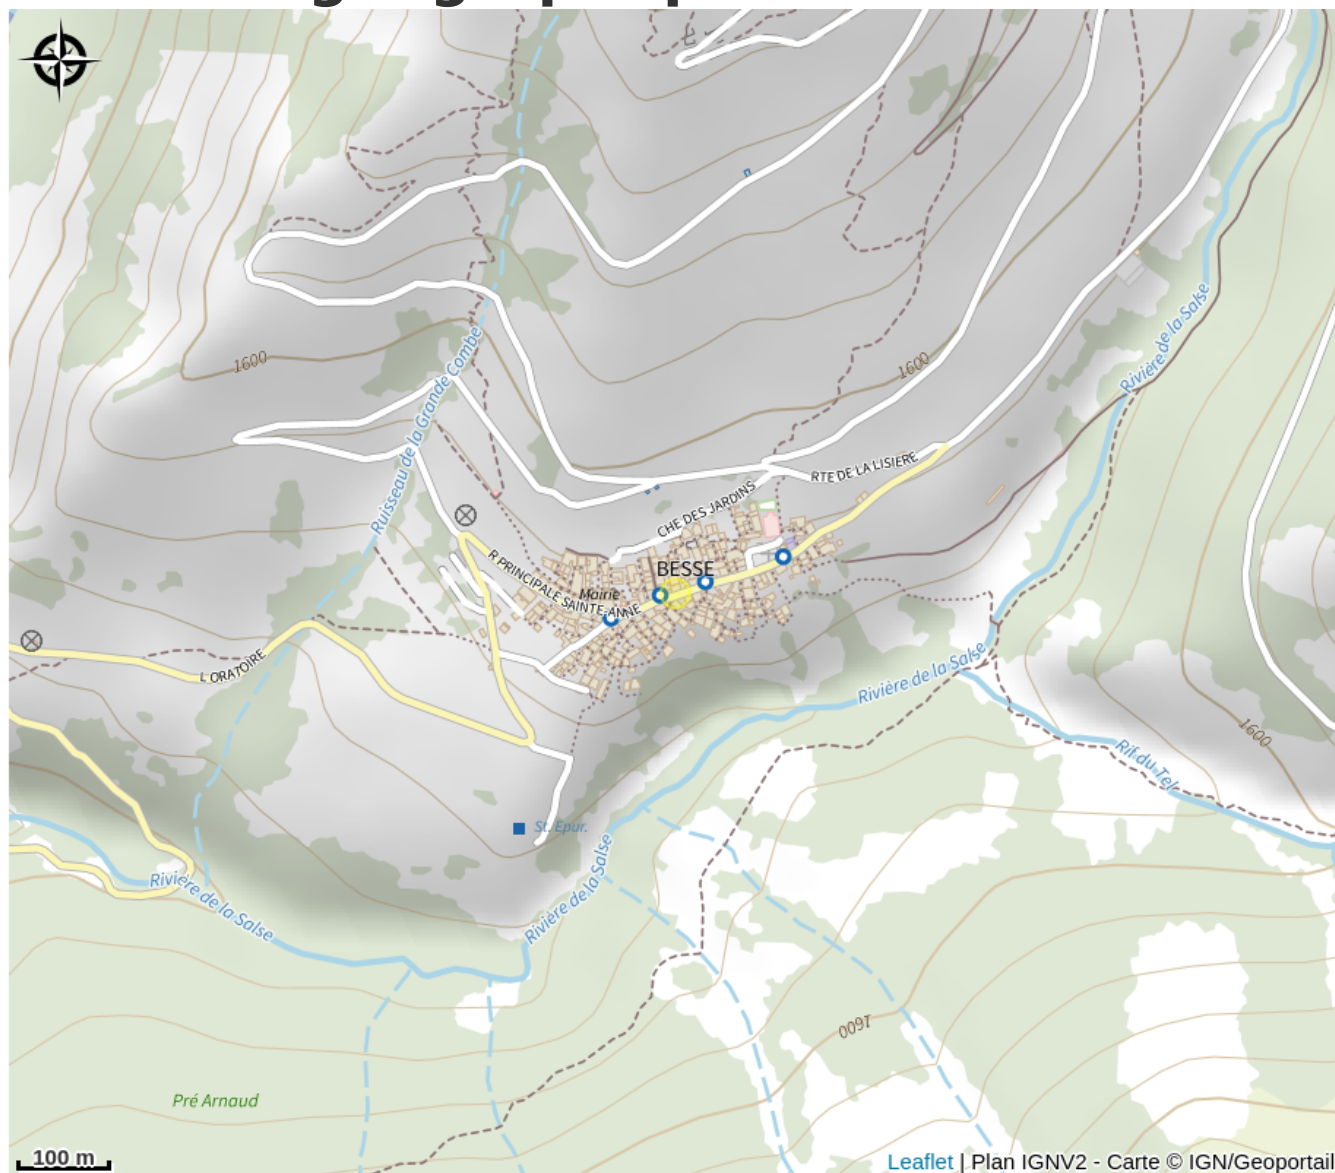 1600
1600
Ruisseau de la Grande Combe
Rivière de la Salse
RTE DE LA LISIERE
CHE DES JARDINS
BESSE
R PRINCIPALE SAINTE-ANNE
Mairie
L ORATOIRE
Rivière de la Salse
1600
Rif du Tel
St. Epur.
Rivière de la Salse
Rivière de la Salse
1600
Pré Arnaud
100 m
Leaflet | Plan IGNV2 - Carte © IGN/Geoportail